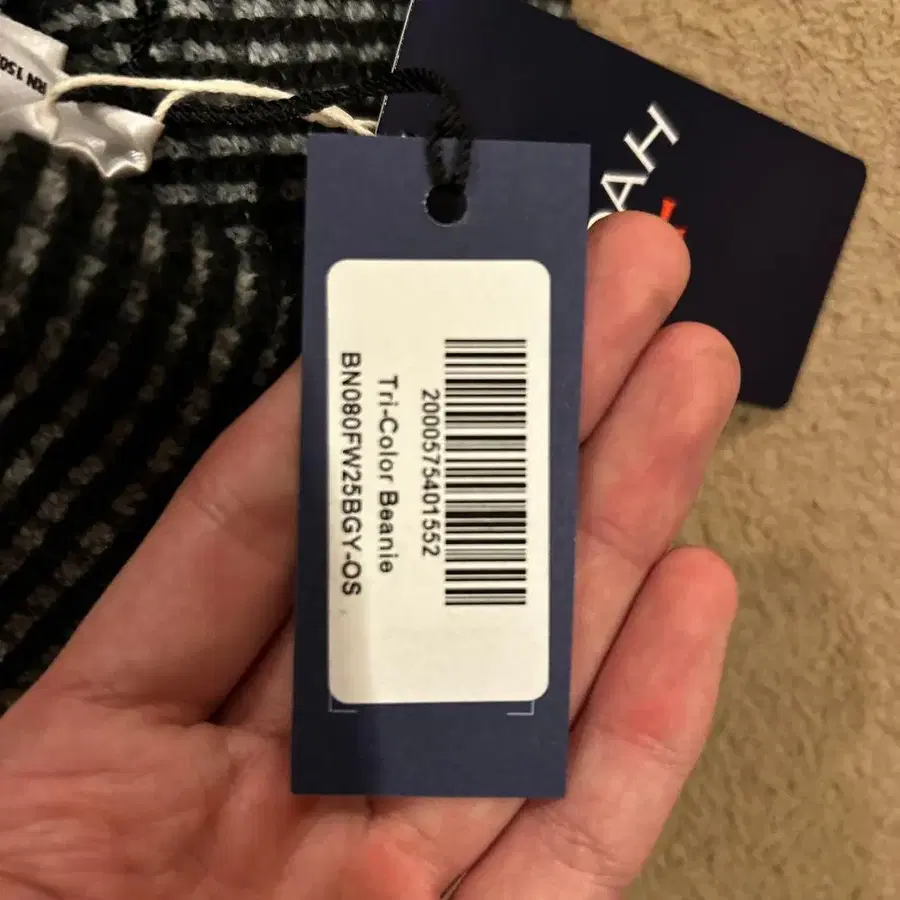 2000575401552
Tri-Color Beanie
BN080FW25BGY-OS